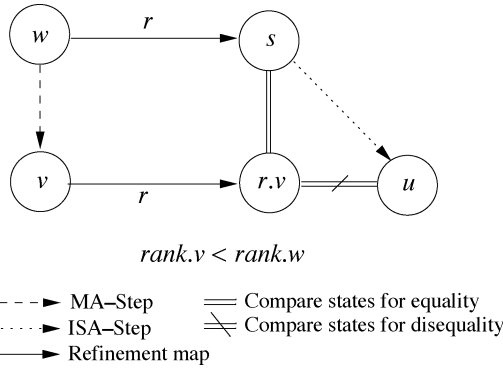 w
r
s
v
r
r.v
u
rank.v < rank.w
MA–Step
Compare states for equality
ISA–Step
Compare states for disequality
Refinement map